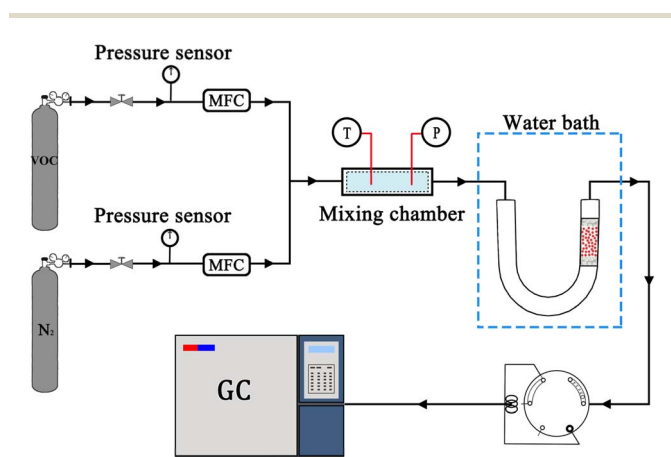 Pressure sensor
T
MFC
VOC
T
P
Water bath
Mixing chamber
Pressure sensor
T
MFC
N₂
GC